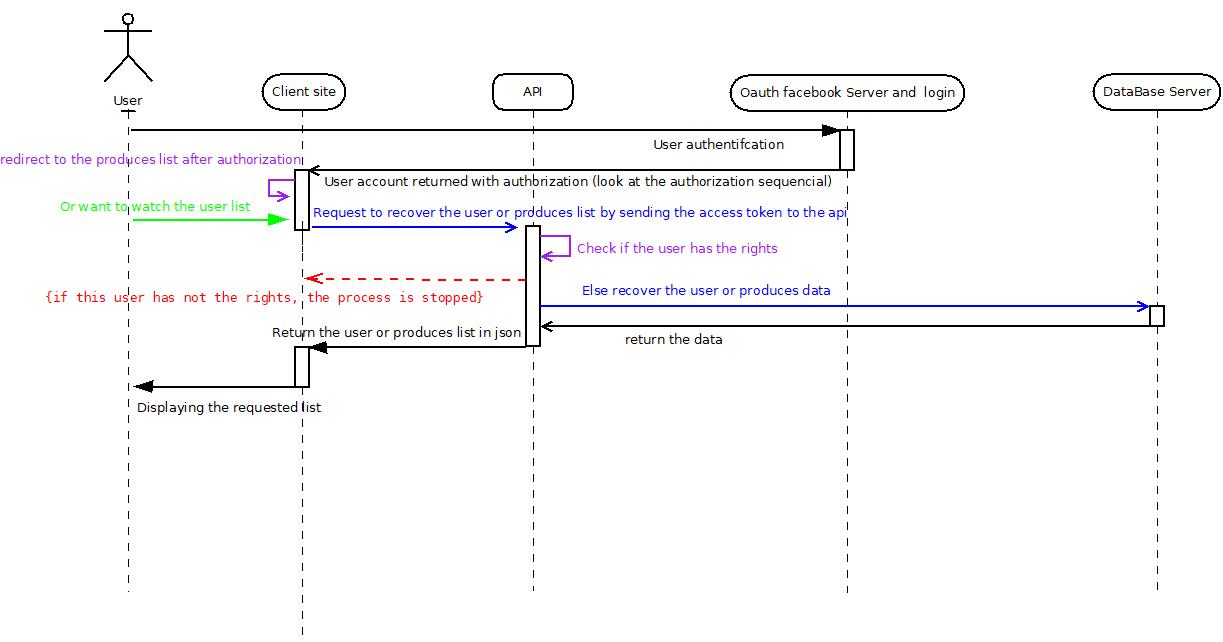 User
Client site
API
Oauth facebook Server and login
DataBase Server
User authentifcation
redirect to the produces list after authorization
User account returned with authorization (look at the authorization sequencial)
Or want to watch the user list
Request to recover the user or produces list by sending the access token to the api
Check if the user has the rights
{if this user has not the rights, the process is stopped}
Else recover the user or produces data
Return the user or produces list in json
return the data
Displaying the requested list